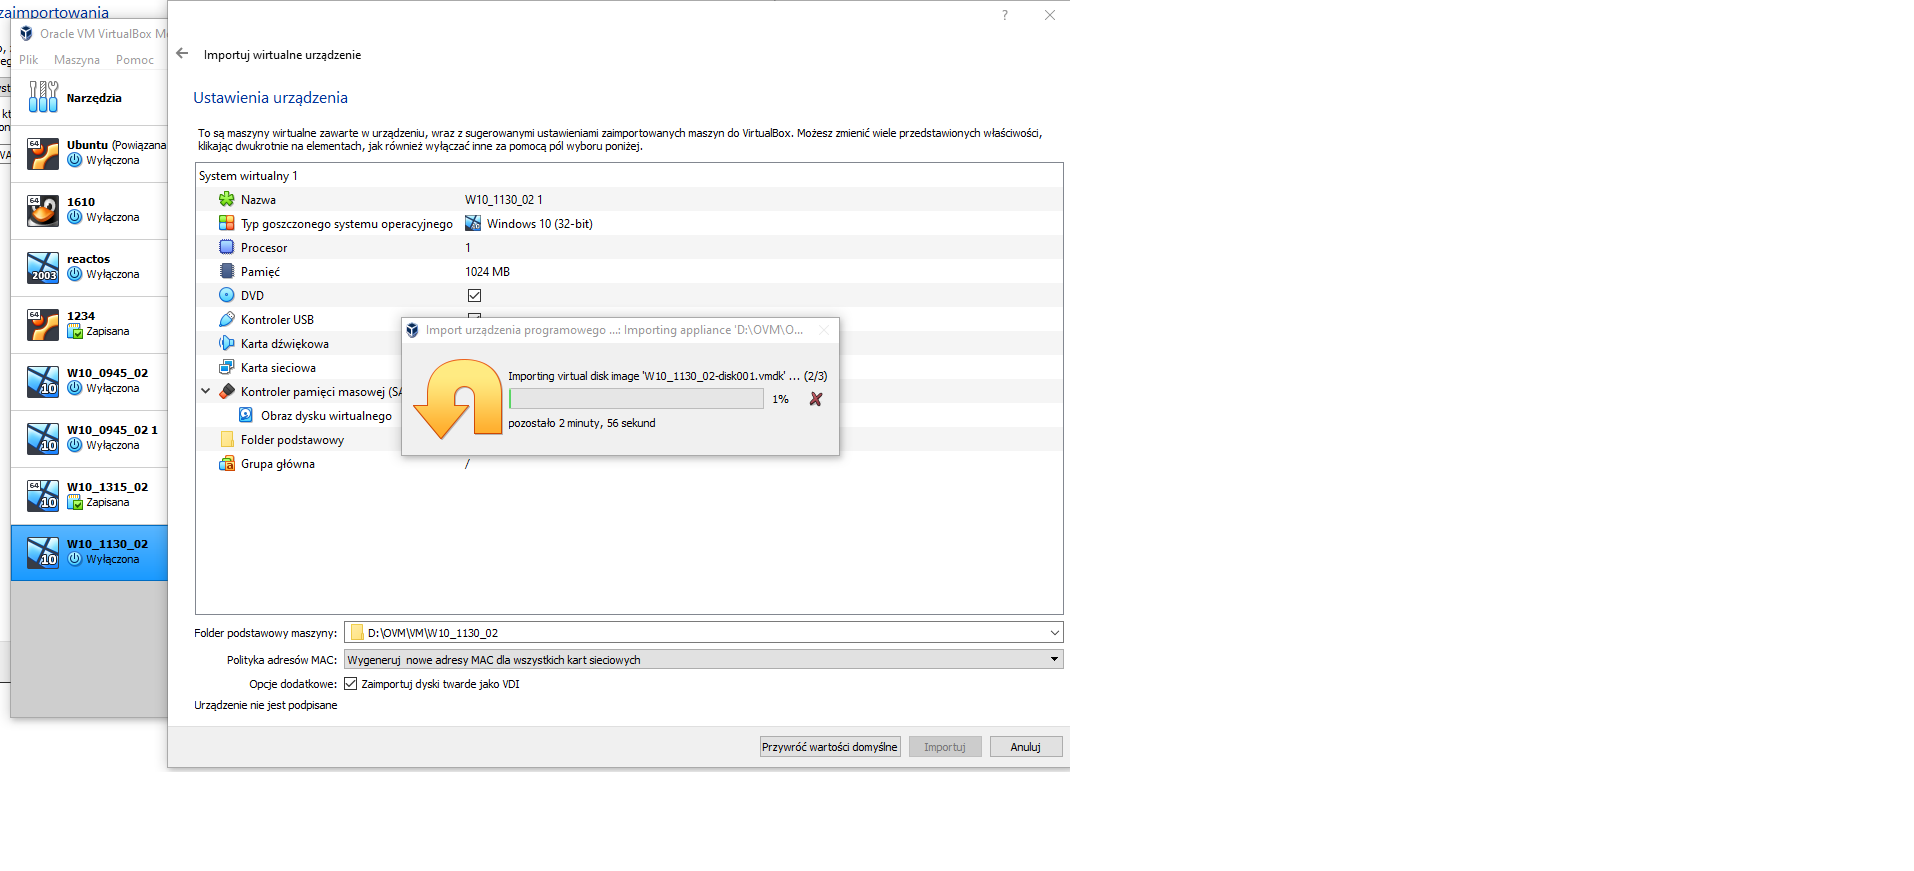 zaimportowania
Oracle VM VirtualBox M
Plik Maszyna Pomoc
Narzędzia
Ubuntu (Powiązana
Wyłączona
1610
Wyłączona
reactos
Wyłączona
1234
Zapisana
W10_0945_02
Wyłączona
W10_0945_02 1
Wyłączona
W10_1315_02
Zapisana
W10_1130_02
Wyłączona
Importuj wirtualne urządzenie
Ustawienia urządzenia
To są maszyny wirtualne zawarte w urządzeniu, wraz z sugerowanymi ustawieniami zaimportowanych maszyn do VirtualBox. Możesz zmienić wiele przedstawionych właściwości,
klikając dwukrotnie na elementach, jak również wyłączać inne za pomocą pól wyboru poniżej.
System wirtualny 1
Nazwa W10_1130_02 1
Typ goszczonego systemu operacyjnego Windows 10 (32-bit)
Procesor 1
Pamięć 1024 MB
DVD
Kontroler USB
Karta dźwiękowa
Karta sieciowa
Kontroler pamięci masowej (SA
Obraz dysku wirtualnego
Folder podstawowy
Grupa główna /
Import urządzenia programowego ...: Importing appliance 'D:\OVM\O...
Importing virtual disk image 'W10_1130_02-disk001.vmdk' ... (2/3)
1%
pozostało 2 minuty, 56 sekund
Folder podstawowy maszyny: D:\OVM\VM\W10_1130_02
Polityka adresów MAC: Wygeneruj nowe adresy MAC dla wszystkich kart sieciowych
Opcje dodatkowe: Zaimportuj dyski twarde jako VDI
Urządzenie nie jest podpisane
Przywróć wartości domyślne Importuj Anuluj